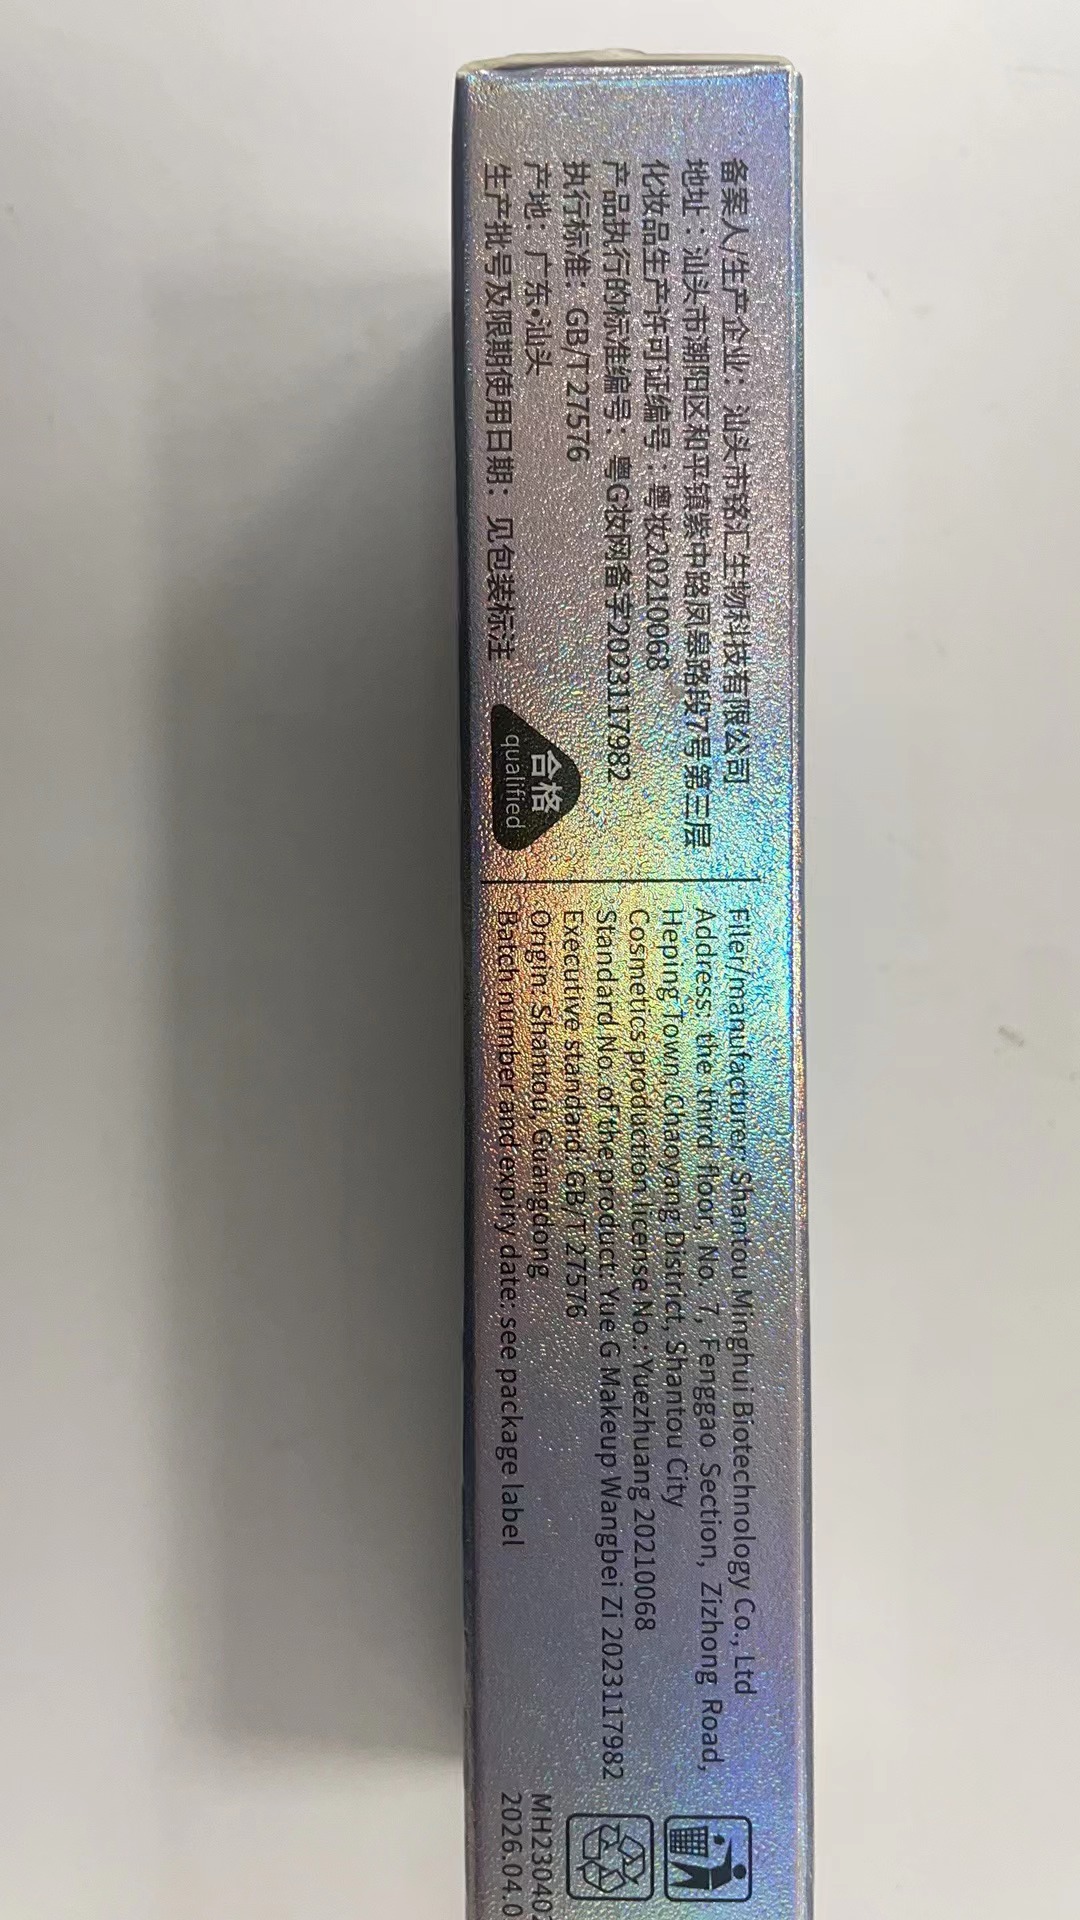 备案人/生产企业：汕头市铭汇生物科技有限公司
地址：汕头市潮阳区和平镇紫中路凤皋路段7号第三层
化妆品生产许可证编号：粤妆20210068
产品执行的标准编号：粤G妆网备字2023117982
执行标准：GB/T 27576
产地：广东•汕头
生产批号及限期使用日期：见包装标注
合格
qualified
Filer/manufacturer: Shantou Minghui Biotechnology Co., Ltd
Address: the third floor, No. 7, Fenggao Section, Zizhong Road,
Heping Town, Chaoyang District, Shantou City
Cosmetics production license No.: Yuezhuang 20210068
Standard No. of the product: Yue G Makeup Wangbei Zi 2023117982
Executive standard: GB/T 27576
Origin: Shantou, Guangdong
Batch number and expiry date: see package label
MH230402
2026.04.0